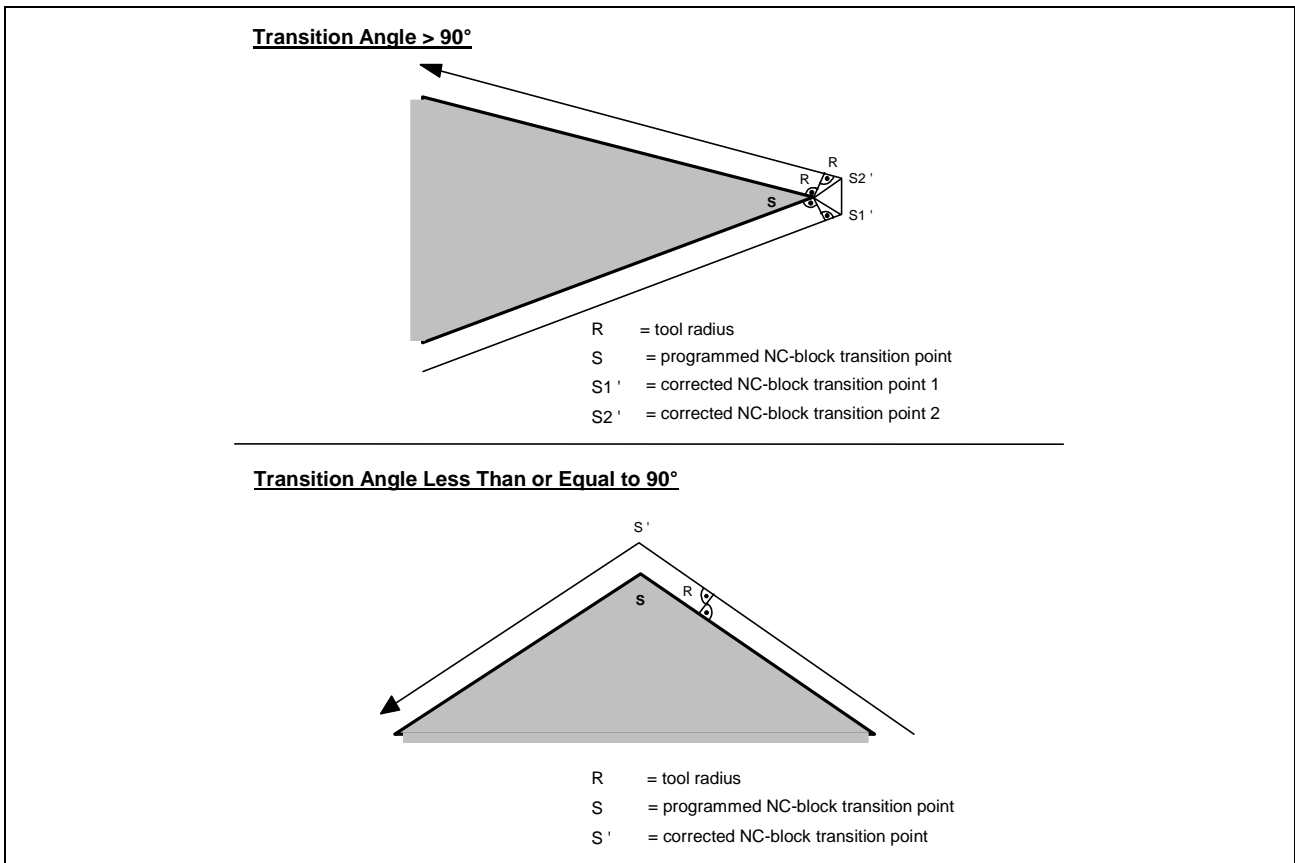 Transition Angle > 90°
R
R
S2 '
S
S1 '
R = tool radius
S = programmed NC-block transition point
S1 ' = corrected NC-block transition point 1
S2 ' = corrected NC-block transition point 2
Transition Angle Less Than or Equal to 90°
S '
R
S
R = tool radius
S = programmed NC-block transition point
S ' = corrected NC-block transition point